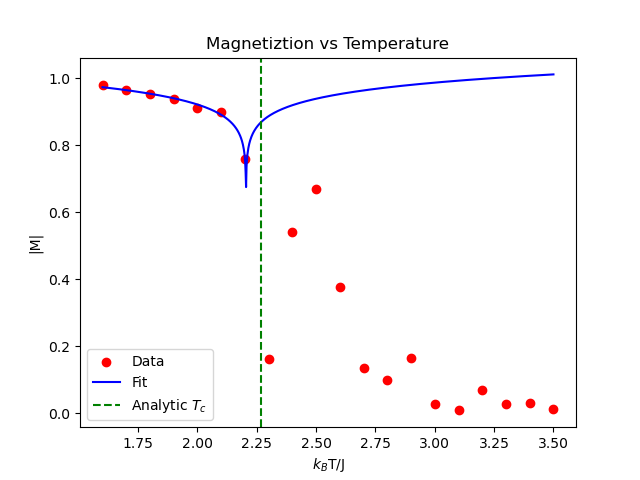 Magnetiztion vs Temperature
|M|
1.0
0.8
0.6
0.4
0.2
0.0
Data
Fit
Analytic $T_c$
1.75 2.00 2.25 2.50 2.75 3.00 3.25 3.50
$k_B$T/J